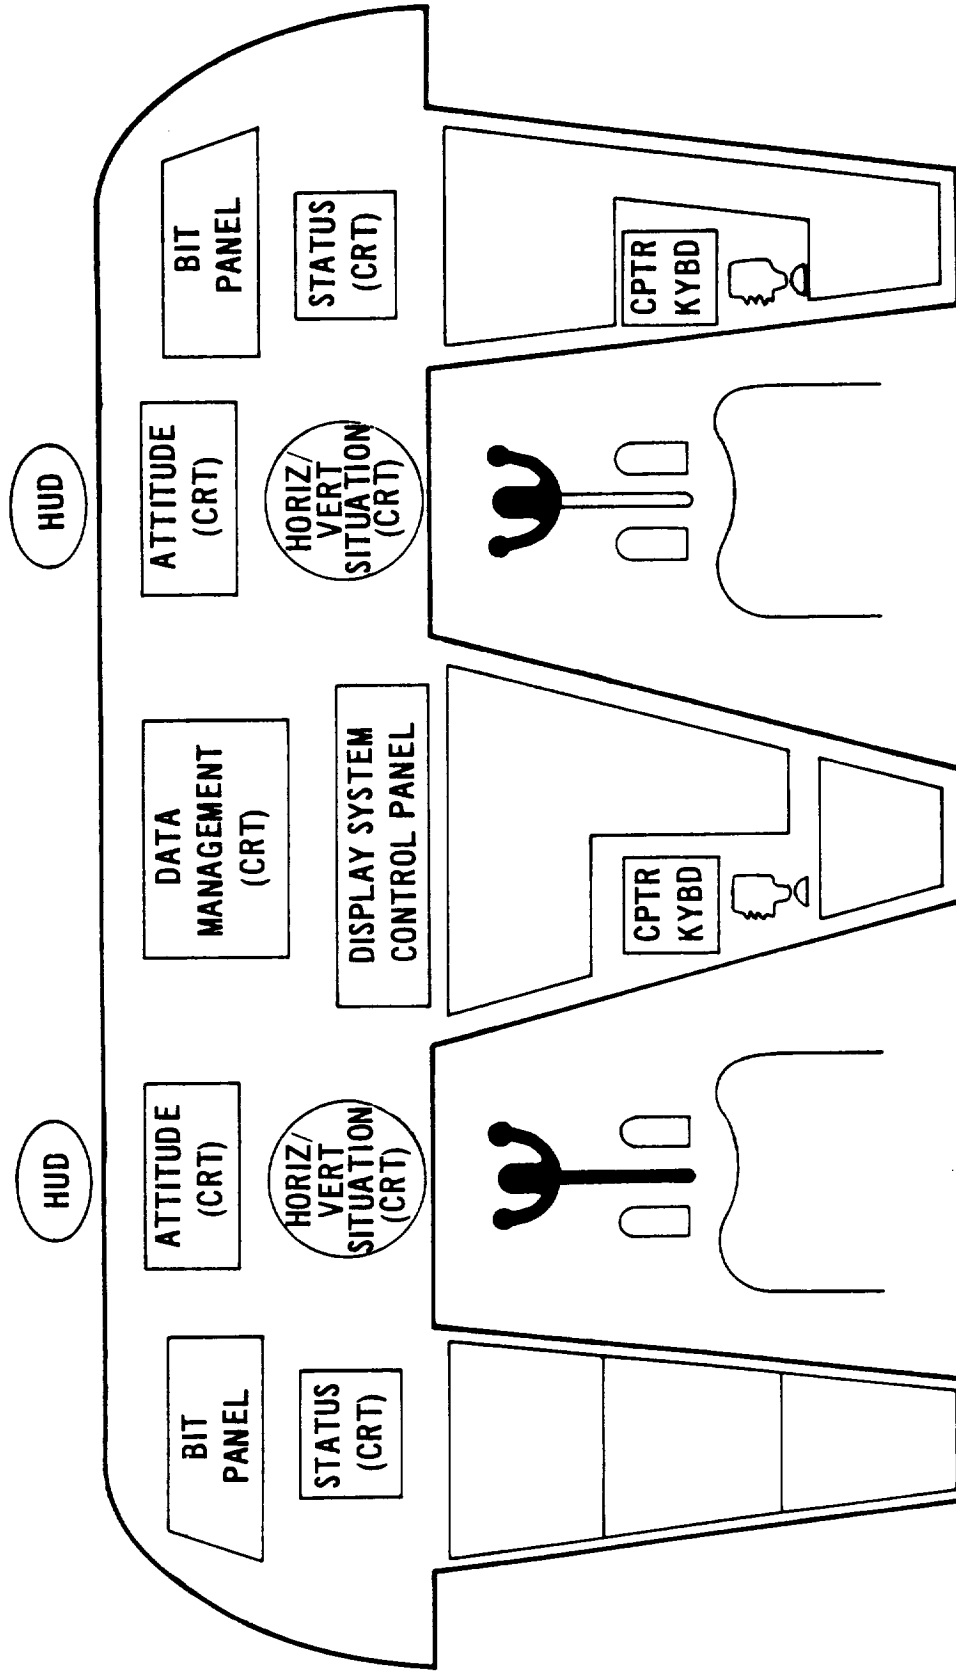 HUD
HUD
BIT
PANEL
ATTITUDE
(CRT)
DATA
MANAGEMENT
(CRT)
ATTITUDE
(CRT)
BIT
PANEL
STATUS
(CRT)
HORIZ/
VERT
SITUATION
(CRT)
DISPLAY SYSTEM
CONTROL PANEL
HORIZ/
VERT
SITUATION
(CRT)
STATUS
(CRT)
CPTR
KYBD
CPTR
KYBD